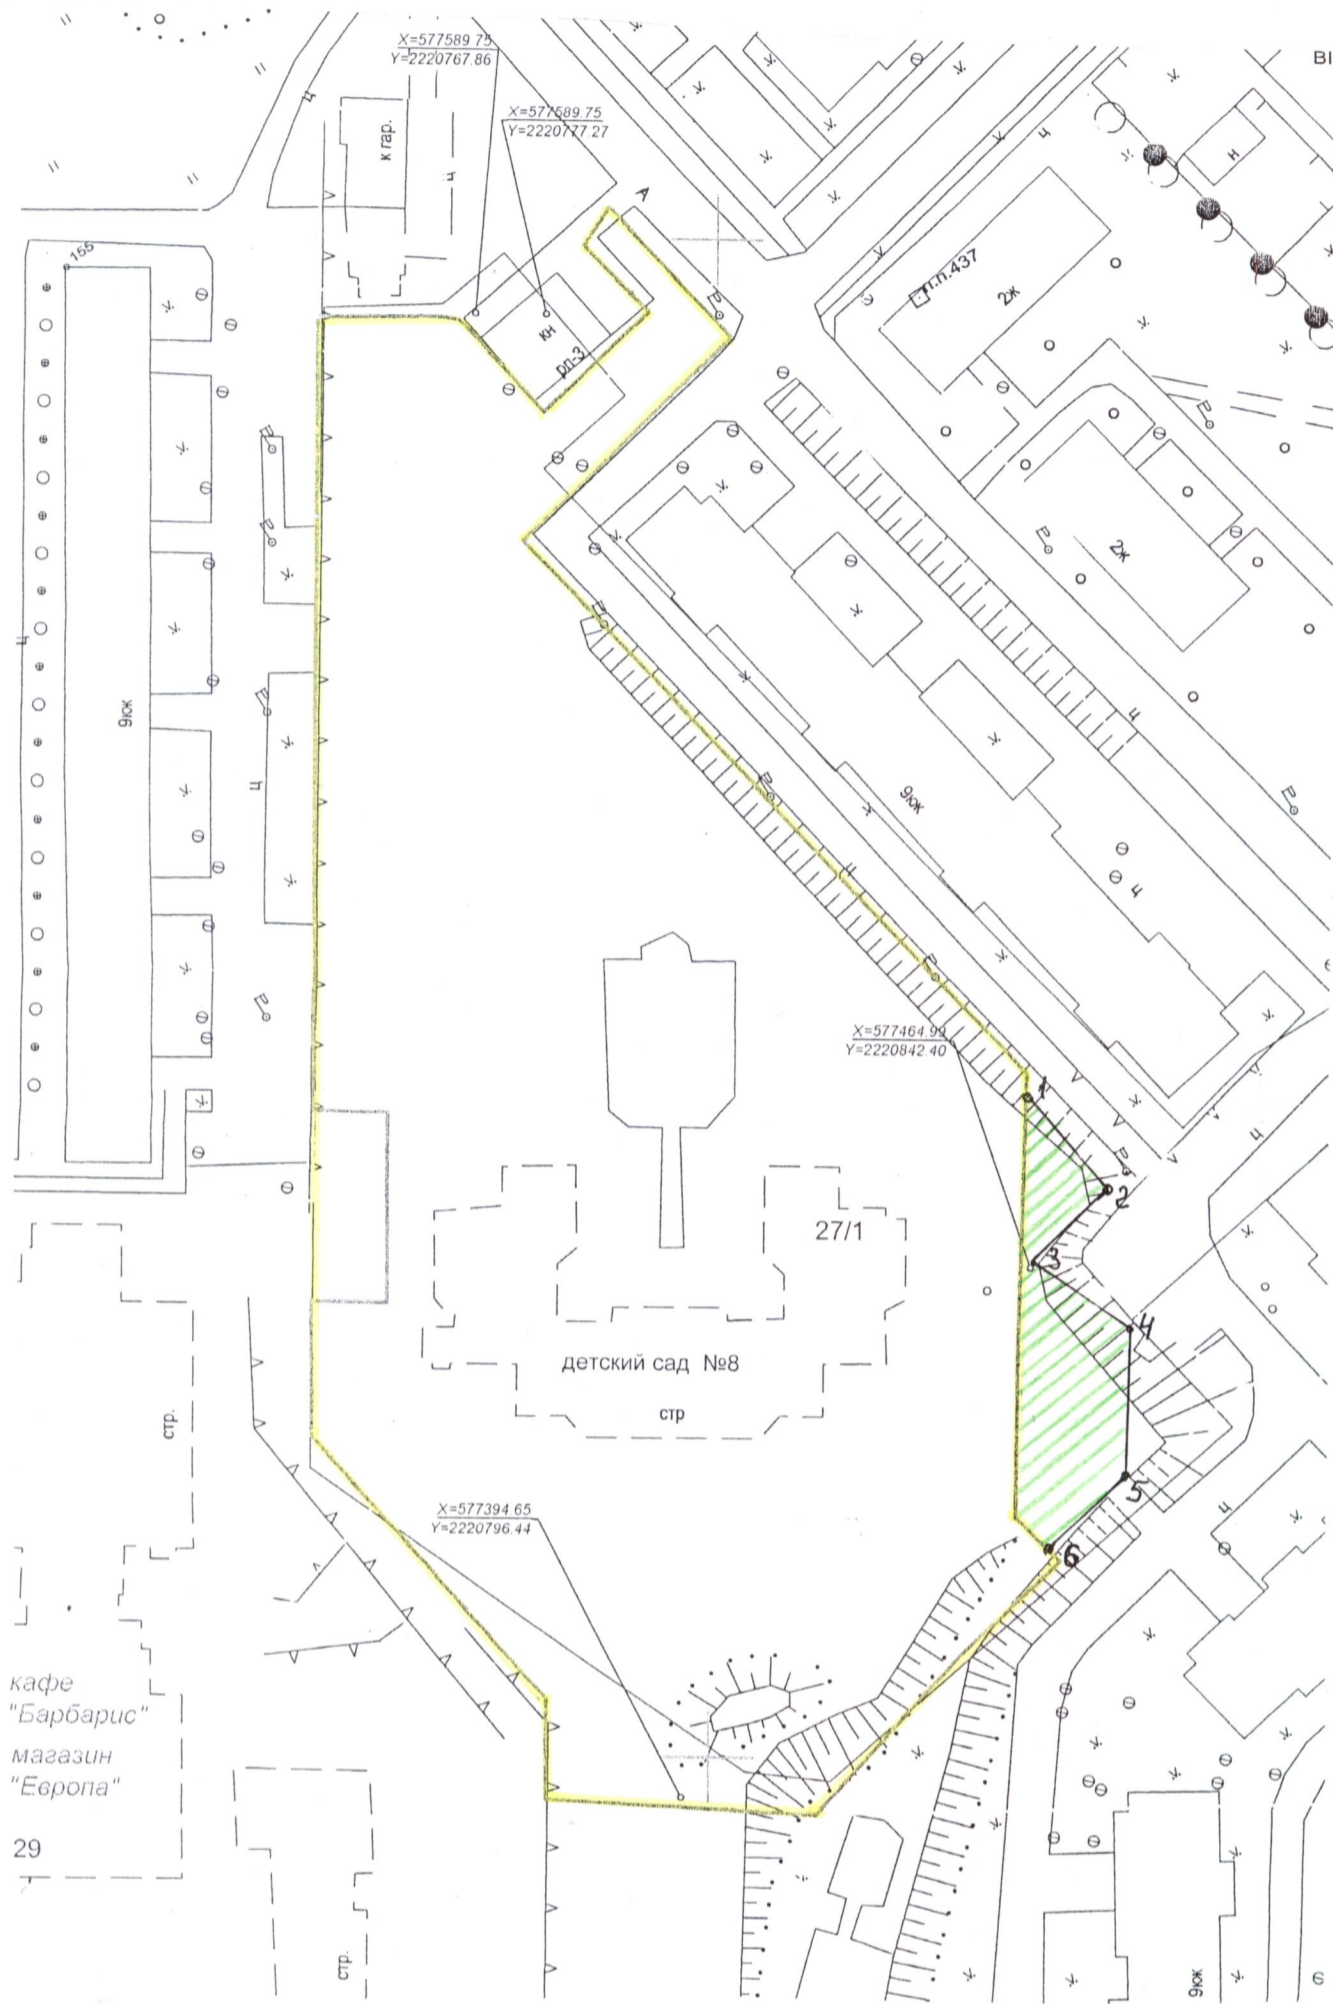 X=577589.75
Y=2220767.86
X=577589.75
Y=2220777.27
ВІ
ц
к гар.
ц
ц
н
А
155
т.п.437
2ж
кн
рп-3
2ж
ц
9кж
ц
ц
9кж
ц
ц
X=577464.99
Y=2220842.40
1
ц
2
27/1
3
4
детский сад №8
стр
стр.
5
ц
X=577394.65
Y=2220796.44
6
кафе
"Барбарис"
магазин
"Европа"
29
стр.
9кж